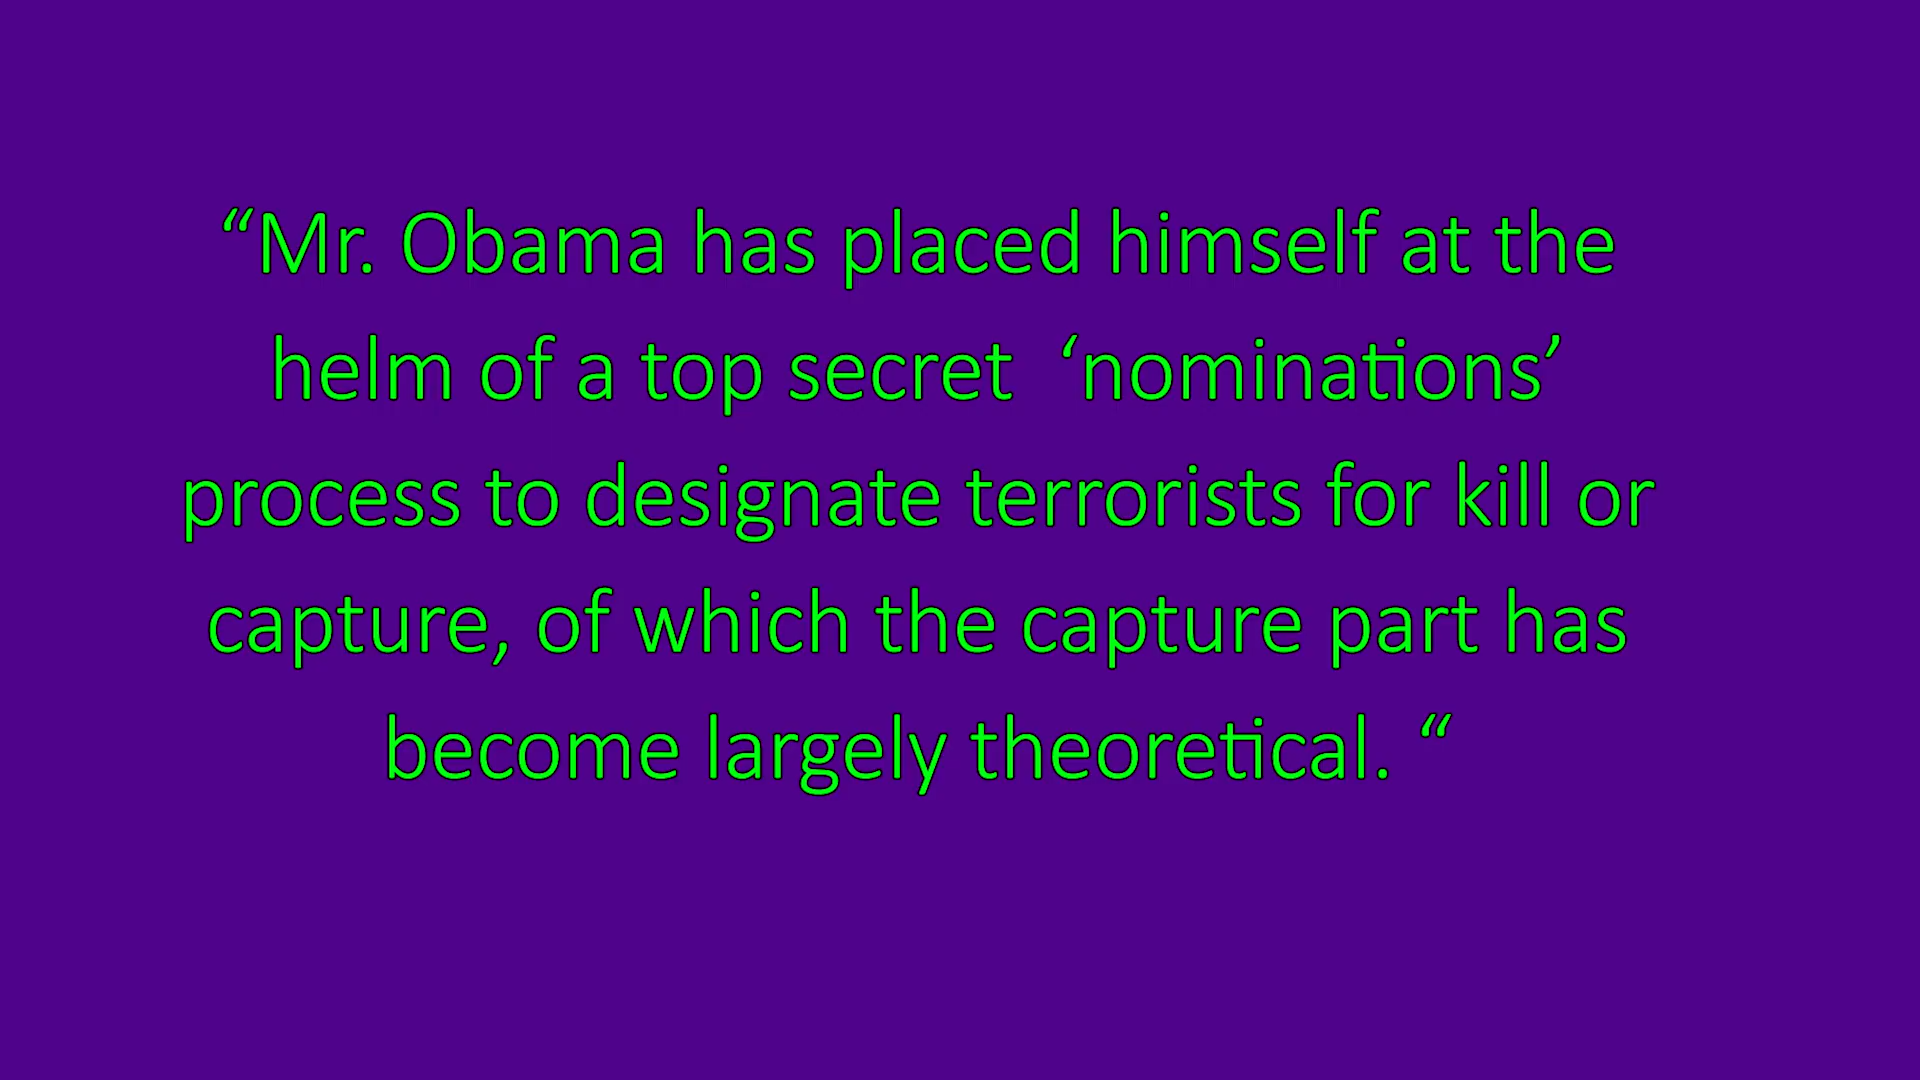 “Mr. Obama has placed himself at the
helm of a top secret  ‘nominations’
process to designate terrorists for kill or
capture, of which the capture part has
become largely theoretical. “